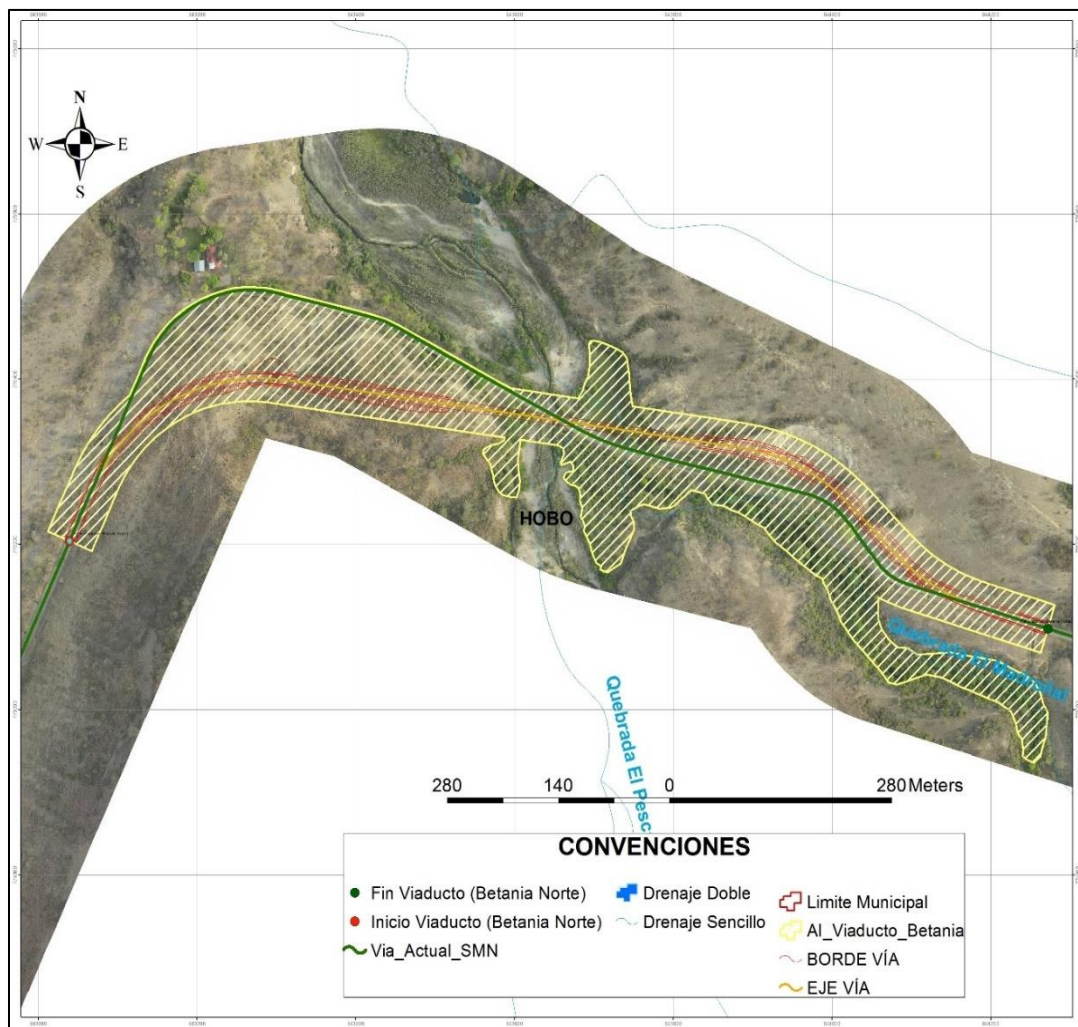 N
W E
S
HOBO
Quebrada El Madroñal
Quebrada El Pesc
280 140 0 280 Meters
CONVENCIONES
Fin Viaducto (Betania Norte)
Inicio Viaducto (Betania Norte)
Via_Actual_SMN
Drenaje Doble
Drenaje Sencillo
Limite Municipal
AI_Viaducto_Betania
BORDE VÍA
EJE VÍA